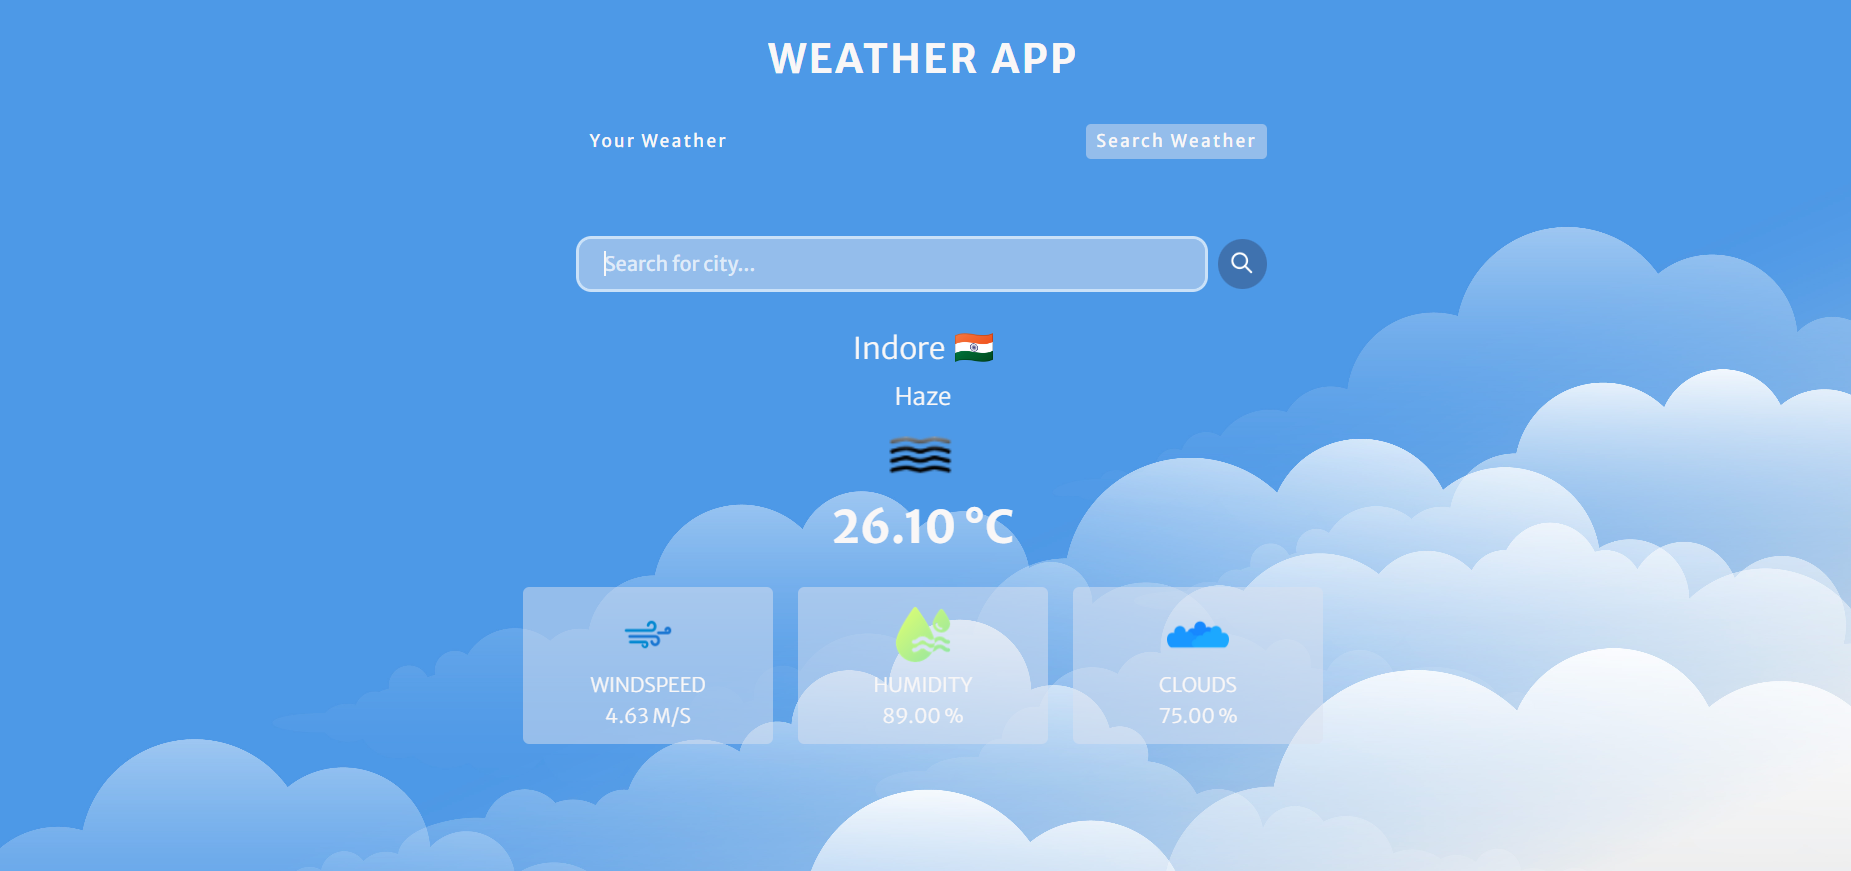 WEATHER APP
Your Weather
Search Weather
Search for city...
Indore
Haze
26.10 °C
WINDSPEED
4.63 M/S
HUMIDITY
89.00 %
CLOUDS
75.00 %